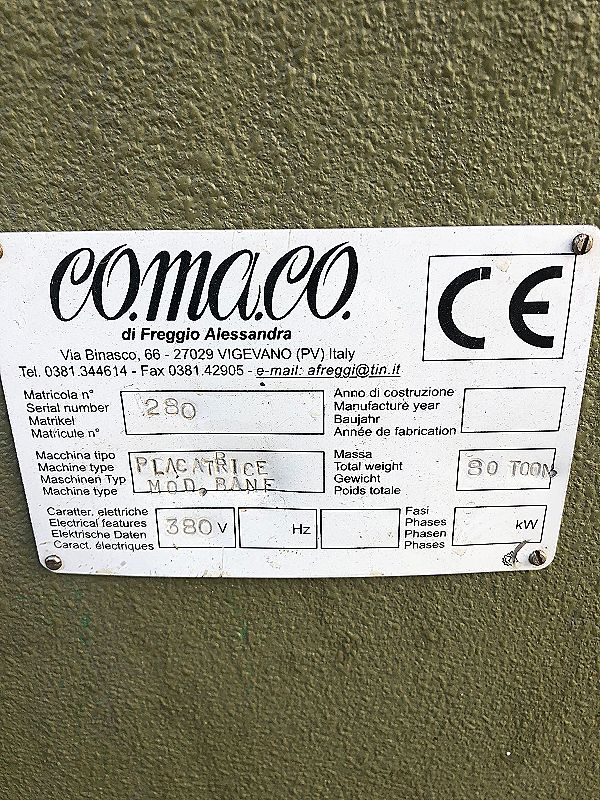 CO.MA.CO.
di Freggio Alessandra
Via Binasco, 66 - 27029 VIGEVANO (PV) Italy
Tel. 0381.344614 - Fax 0381.42905 - e-mail: afreggi@tin.it
CE
Matricola n°
Serial number
Matrikel
Matricule n°
280
Anno di costruzione
Manufacture year
Baujahr
Année de fabrication
Macchina tipo
Machine type
Maschinen Typ
Machine type
PLACATRICE
MOD, BANF
Massa
Total weight
Gewicht
Poids totale
80 TOON
Caratter. elettriche
Electrical features
Elektrische Daten
Caract. électriques
380 V
Hz
Fasi
Phases
Phasen
Phases
kW